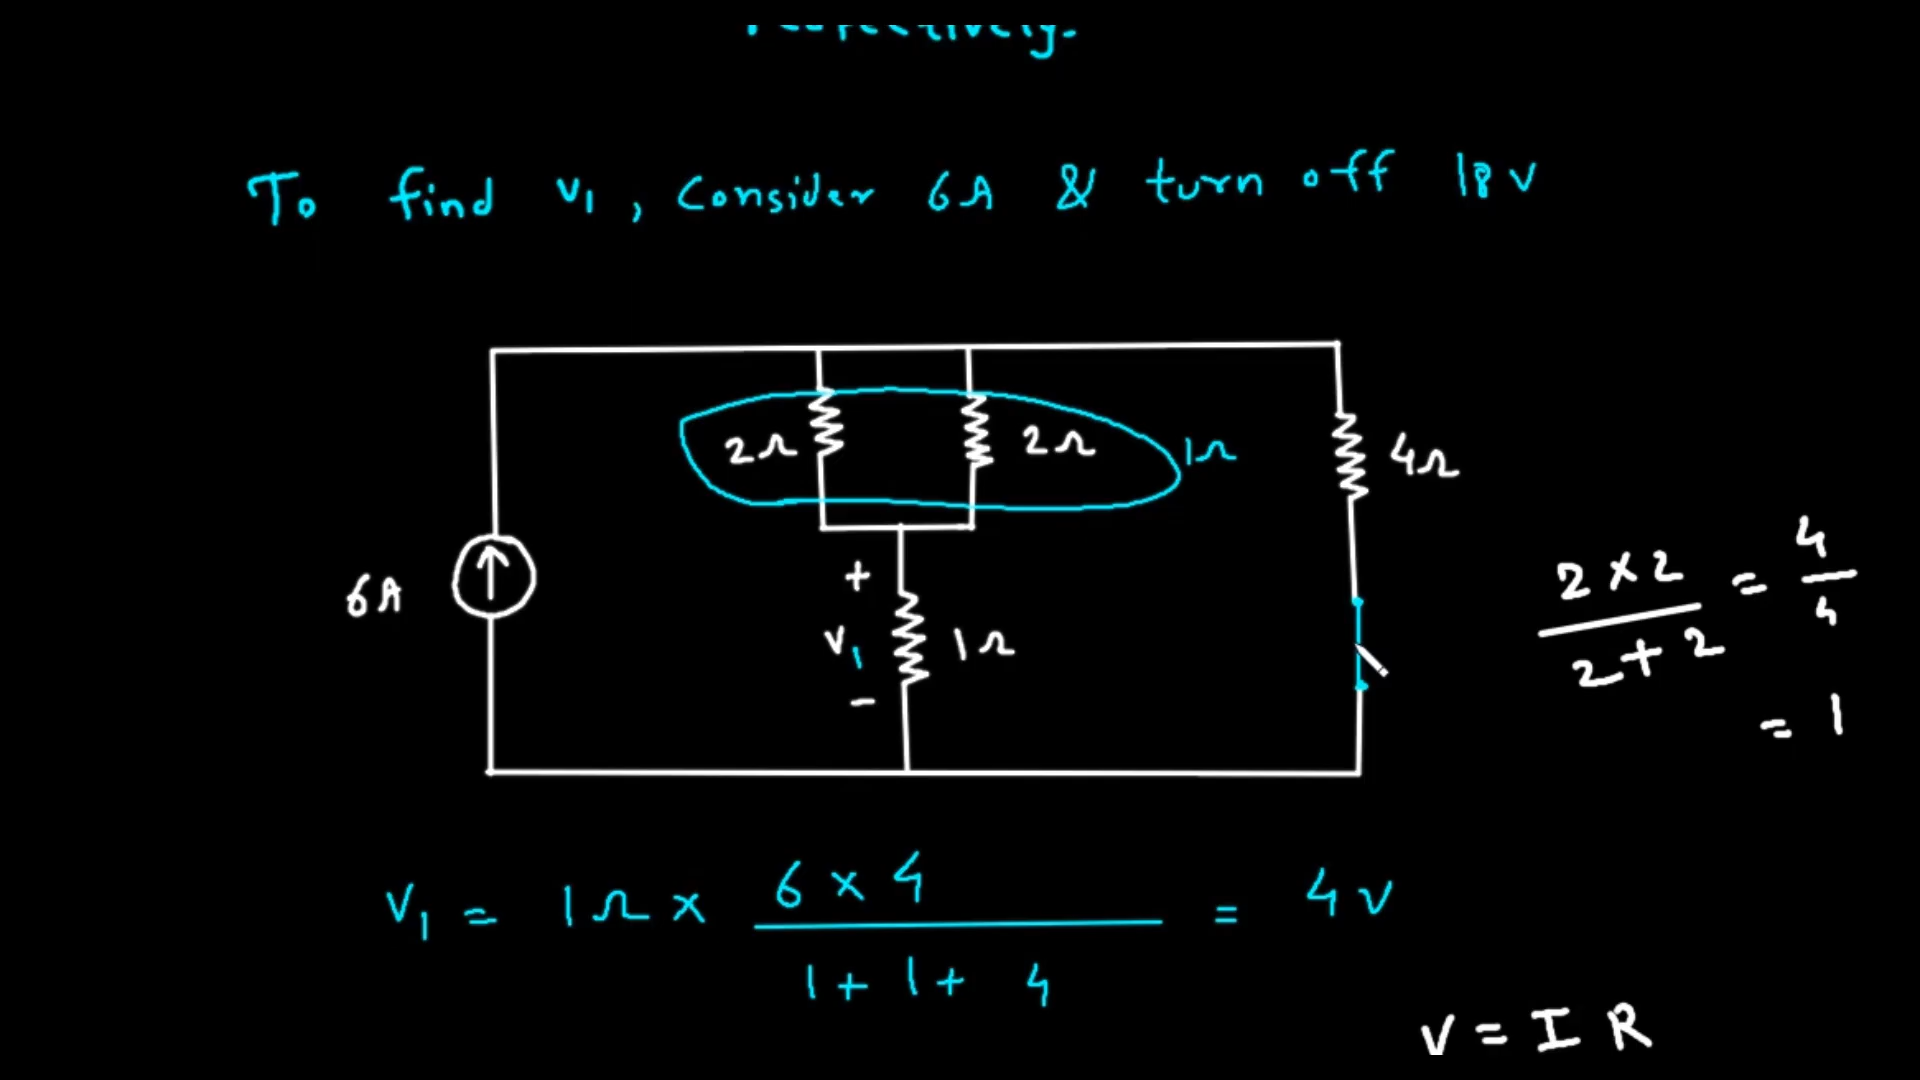 respectively.
To find v₁, Consider 6A & turn off 18V
2Ω 2Ω 1Ω 4Ω
6A
+
v₁ 1Ω
-
2 × 2 / 2 + 2 = 4 / 4
= 1
V₁ = 1Ω × 6 × 4 / 1 + 1 + 4 = 4V
V = I R